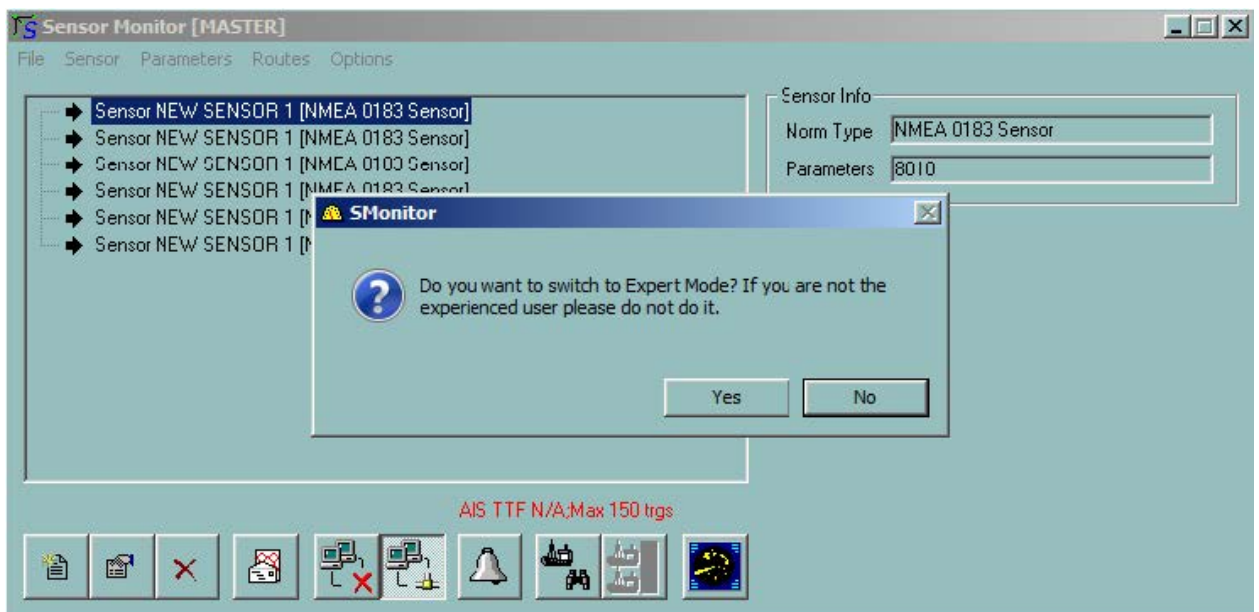 Sensor Monitor [MASTER]
File Sensor Parameters Routes Options
Sensor NEW SENSOR 1 [NMEA 0183 Sensor]
Sensor NEW SENSOR 1 [NMEA 0183 Sensor]
Sensor NEW SENSOR 1 [NMEA 0183 Sensor]
Sensor NEW SENSOR 1 [NMEA 0183 Sensor]
Sensor NEW SENSOR 1
Sensor NEW SENSOR 1
Sensor Info
Norm Type NMEA 0183 Sensor
Parameters
SMonitor
Do you want to switch to Expert Mode? If you are not the
experienced user please do not do it.
Yes No
AIS TTF N/A;Max 150 trgs